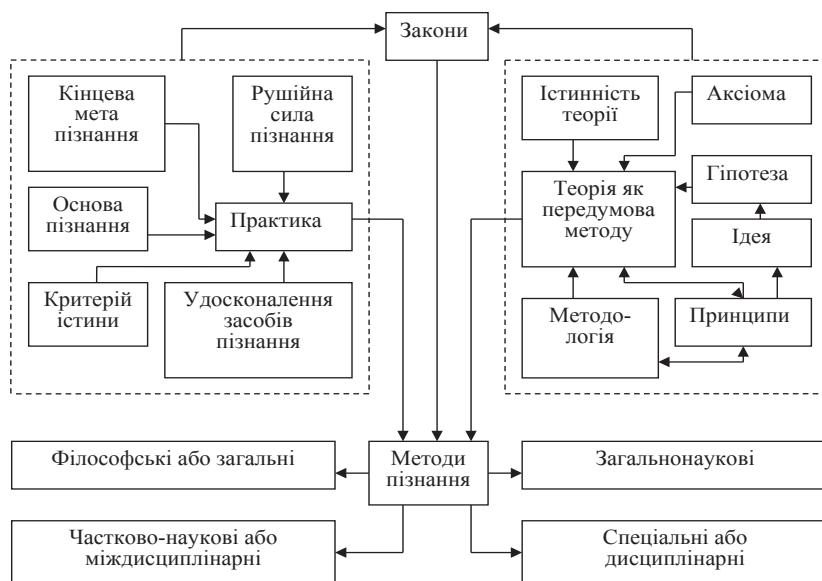 Закони
Кінцева
мета
пізнання
Рушійна
сила
пізнання
Основа
пізнання
Практика
Критерій
істини
Удосконалення
засобів
пізнання
Істинність
теорії
Аксіома
Теорія як
передумова
методу
Гіпотеза
Ідея
Методо-
логія
Принципи
Філософські або загальні
Методи
пізнання
Загальнонаукові
Частково-наукові або
міждисциплінарні
Спеціальні або
дисциплінарні